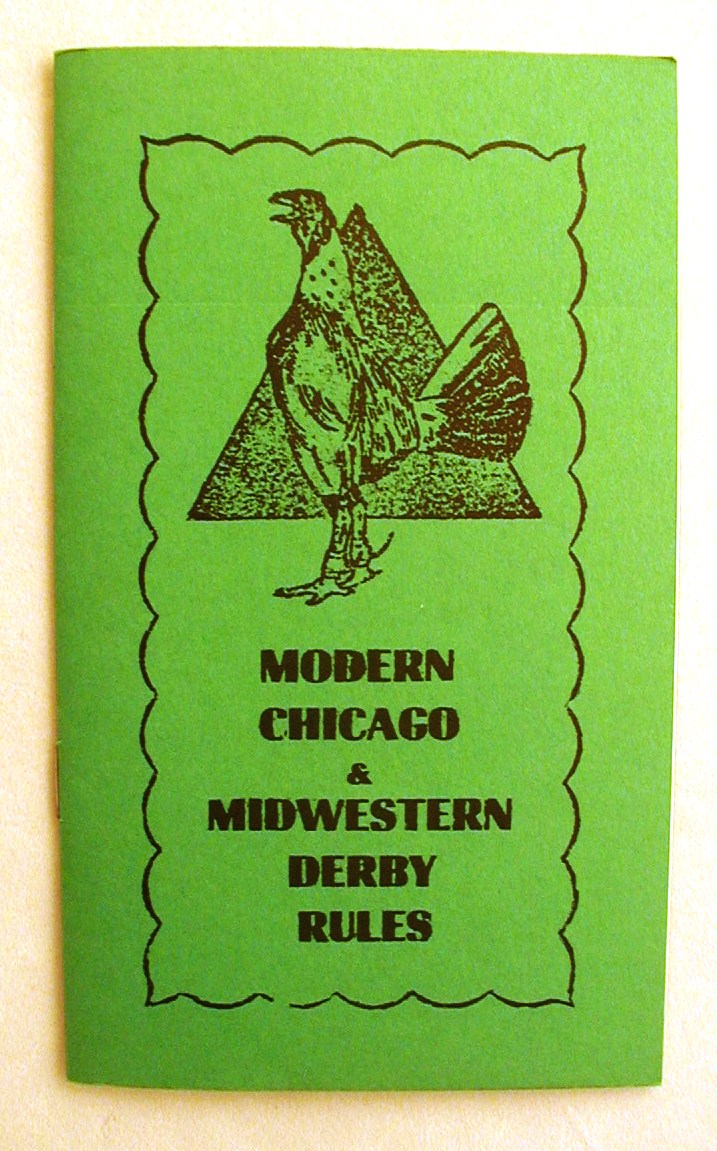 MODERN
CHICAGO
&
MIDWESTERN
DERBY
RULES